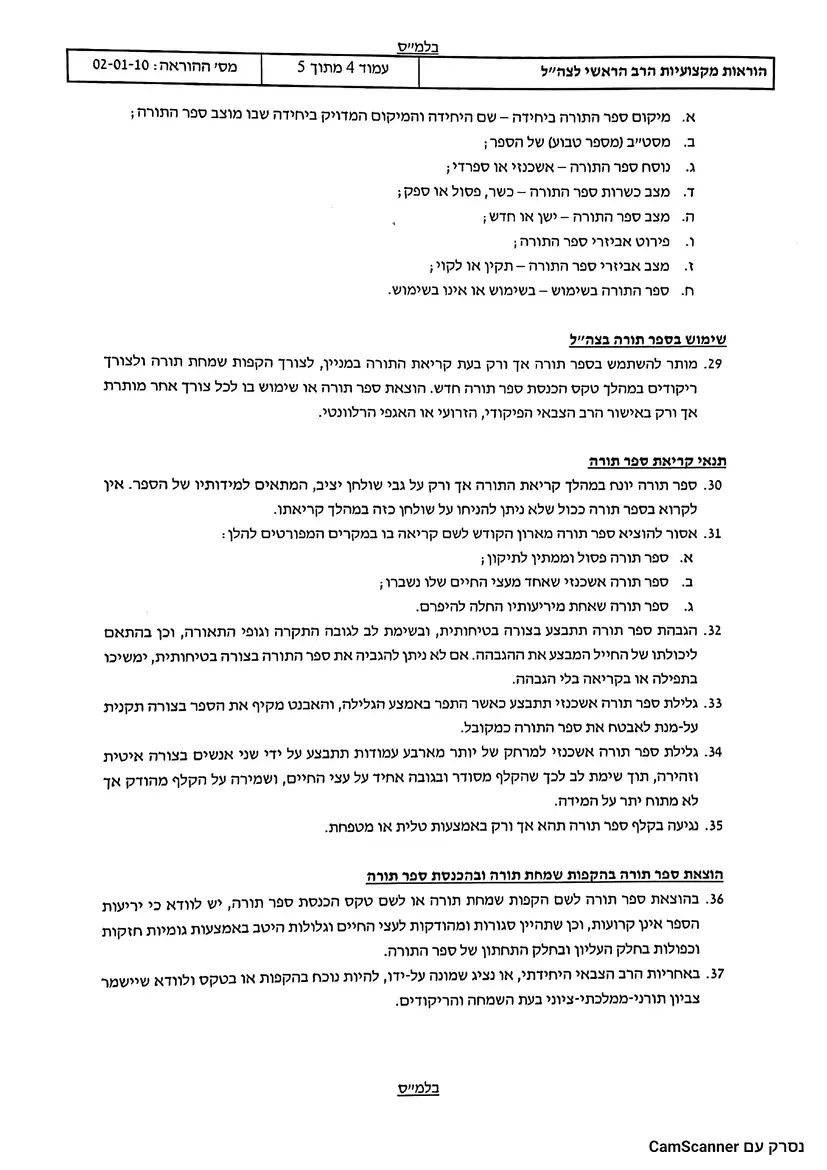 בלמ״ס
הוראות מקצועיות הרב הראשי לצה״ל עמוד 4 מתוך 5 מס׳ ההוראה: 02-01-10
א. מיקום ספר התורה ביחידה – שם היחידה והמיקום המדויק ביחידה שבו מוצב ספר התורה;
ב. מסט״ב (מספר טבוע) של הספר;
ג. נוסח ספר התורה – אשכנזי או ספרדי;
ד. מצב כשרות ספר התורה – כשר, פסול או ספק;
ה. מצב ספר התורה – ישן או חדש;
ו. פירוט אביזרי ספר התורה;
ז. מצב אביזרי ספר התורה – תקין או לקוי;
ח. ספר התורה בשימוש – בשימוש או אינו בשימוש.
שימוש בספר תורה בצה״ל
29. מותר להשתמש בספר תורה אך ורק בעת קריאת התורה במניין, לצורך הקפות שמחת תורה ולצורך
ריקודים במהלך טקס הכנסת ספר תורה חדש. הוצאת ספר תורה או שימוש בו לכל צורך אחר מותרת
אך ורק באישור הרב הצבאי הפיקודי, הזרועי או האגפי הרלוונטי.
תנאי קריאת ספר תורה
30. ספר תורה יונח במהלך קריאת התורה אך ורק על גבי שולחן יציב, המתאים למידותיו של הספר. אין
לקרוא בספר תורה ככול שלא ניתן להניחו על שולחן כזה במהלך קריאתו.
31. אסור להוציא ספר תורה מארון הקודש לשם קריאה בו במקרים המפורטים להלן:
א. ספר תורה פסול וממתין לתיקון;
ב. ספר תורה אשכנזי שאחד מעצי החיים שלו נשברו;
ג. ספר תורה שאחת מיריעותיו החלה להיפרם.
32. הגבהת ספר תורה תתבצע בצורה בטיחותית, ובשימת לב לגובה התקרה וגופי התאורה, וכן בהתאם
ליכולתו של החייל המבצע את ההגבהה. אם לא ניתן להגביה את ספר התורה בצורה בטיחותית, ימשיכו
בתפילה או בקריאה בלי הגבהה.
33. גלילת ספר תורה אשכנזי תתבצע כאשר התפר באמצע הגלילה, והאבנט מקיף את הספר בצורה תקנית
על-מנת לאבטח את ספר התורה כמקובל.
34. גלילת ספר תורה אשכנזי למרחק של יותר מארבע עמודות תתבצע על ידי שני אנשים בצורה איטית
וזהירה, תוך שימת לב לכך שהקלף מסודר ובגובה אחיד על עצי החיים, ושמירה על הקלף מהודק אך
לא מתוח יתר על המידה.
35. נגיעה בקלף ספר תורה תהא אך ורק באמצעות טלית או מטפחת.
הוצאת ספר תורה בהקפות שמחת תורה ובהכנסת ספר תורה
36. בהוצאת ספר תורה לשם הקפות שמחת תורה או לשם טקס הכנסת ספר תורה, יש לוודא כי יריעות
הספר אינן קרועות, וכן שתהיין סגורות ומהודקות לעצי החיים וגלולות היטב באמצעות גומיות חזקות
וכפולות בחלק העליון ובחלק התחתון של ספר התורה.
37. באחריות הרב הצבאי היחידתי, או נציג שמונה על-ידו, להיות נוכח בהקפות או בטקס ולוודא שיישמר
צביון תורני-ממלכתי-ציוני בעת השמחה והריקודים.
בלמ״ס
נסרק עם CamScanner